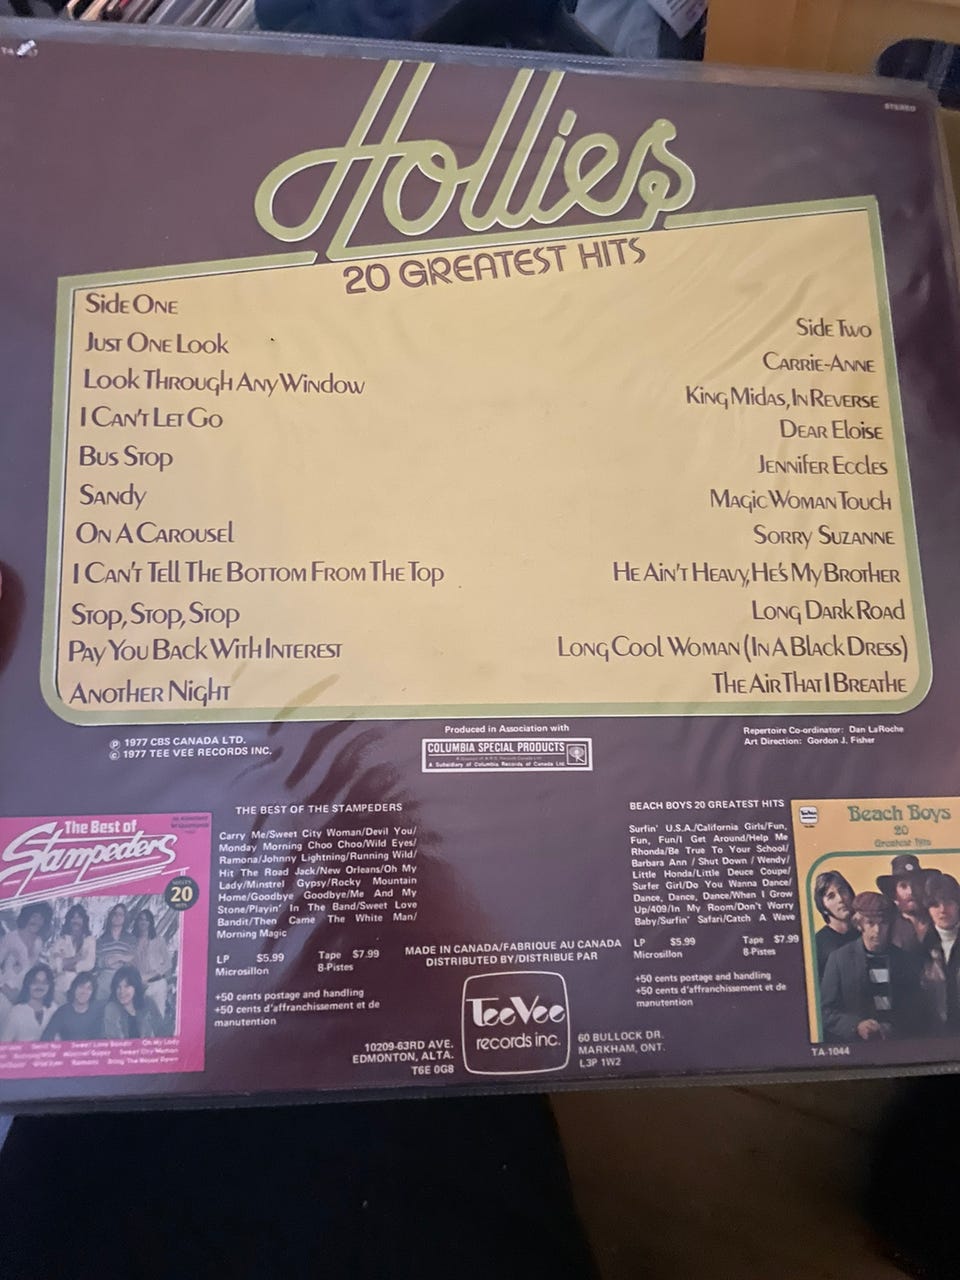 STEREO
Hollies
20 GREATEST HITS
Side One
Just One Look
Look Through Any Window
I Can't Let Go
Bus Stop
Sandy
On A Carousel
I Can't Tell The Bottom From The Top
Stop, Stop, Stop
Pay You Back With Interest
Another Night
Side Two
Carrie-Anne
King Midas, In Reverse
Dear Eloise
Jennifer Eccles
Magic Woman Touch
Sorry Suzanne
He Ain't Heavy, He's My Brother
Long Dark Road
Long Cool Woman (In A Black Dress)
The Air That I Breathe
℗ 1977 CBS CANADA LTD.
© 1977 TEE VEE RECORDS INC.
Produced in Association with
COLUMBIA SPECIAL PRODUCTS
A Subsidiary of Columbia Records of Canada Ltd.
Repertoire Co-ordinator: Dan LaRoche
Art Direction: Gordon J. Fisher
The Best of
Stampeders
20
THE BEST OF THE STAMPEDERS
Carry Me/Sweet City Woman/Devil You/
Monday Morning Choo Choo/Wild Eyes/
Ramona/Johnny Lightning/Running Wild/
Hit The Road Jack/New Orleans/Oh My
Lady/Minstrel Gypsy/Rocky Mountain
Home/Goodbye Goodbye/Me And My
Stone/Playin' In The Band/Sweet Love
Bandit/Then Came The White Man/
Morning Magic
LP $5.99 Tape $7.99
Microsillon 8-Pistes
+50 cents postage and handling
+50 cents d'affranchissement et de
manutention
MADE IN CANADA/FABRIQUE AU CANADA
DISTRIBUTED BY/DISTRIBUE PAR
10209-63RD AVE.
EDMONTON, ALTA.
T6E 0G8
TeeVee
records inc.
60 BULLOCK DR.
MARKHAM, ONT.
L3P 1W2
BEACH BOYS 20 GREATEST HITS
Surfin' U.S.A./California Girls/Fun,
Fun, Fun/I Get Around/Help Me
Rhonda/Be True To Your School/
Barbara Ann / Shut Down / Wendy/
Little Honda/Little Deuce Coupe/
Surfer Girl/Do You Wanna Dance/
Dance, Dance, Dance/When I Grow
Up/409/In My Room/Don't Worry
Baby/Surfin' Safari/Catch A Wave
LP $5.99 Tape $7.99
Microsillon 8-Pistes
+50 cents postage and handling
+50 cents d'affranchissement et de
manutention
Beach Boys
20
Greatest Hits
TA-1044